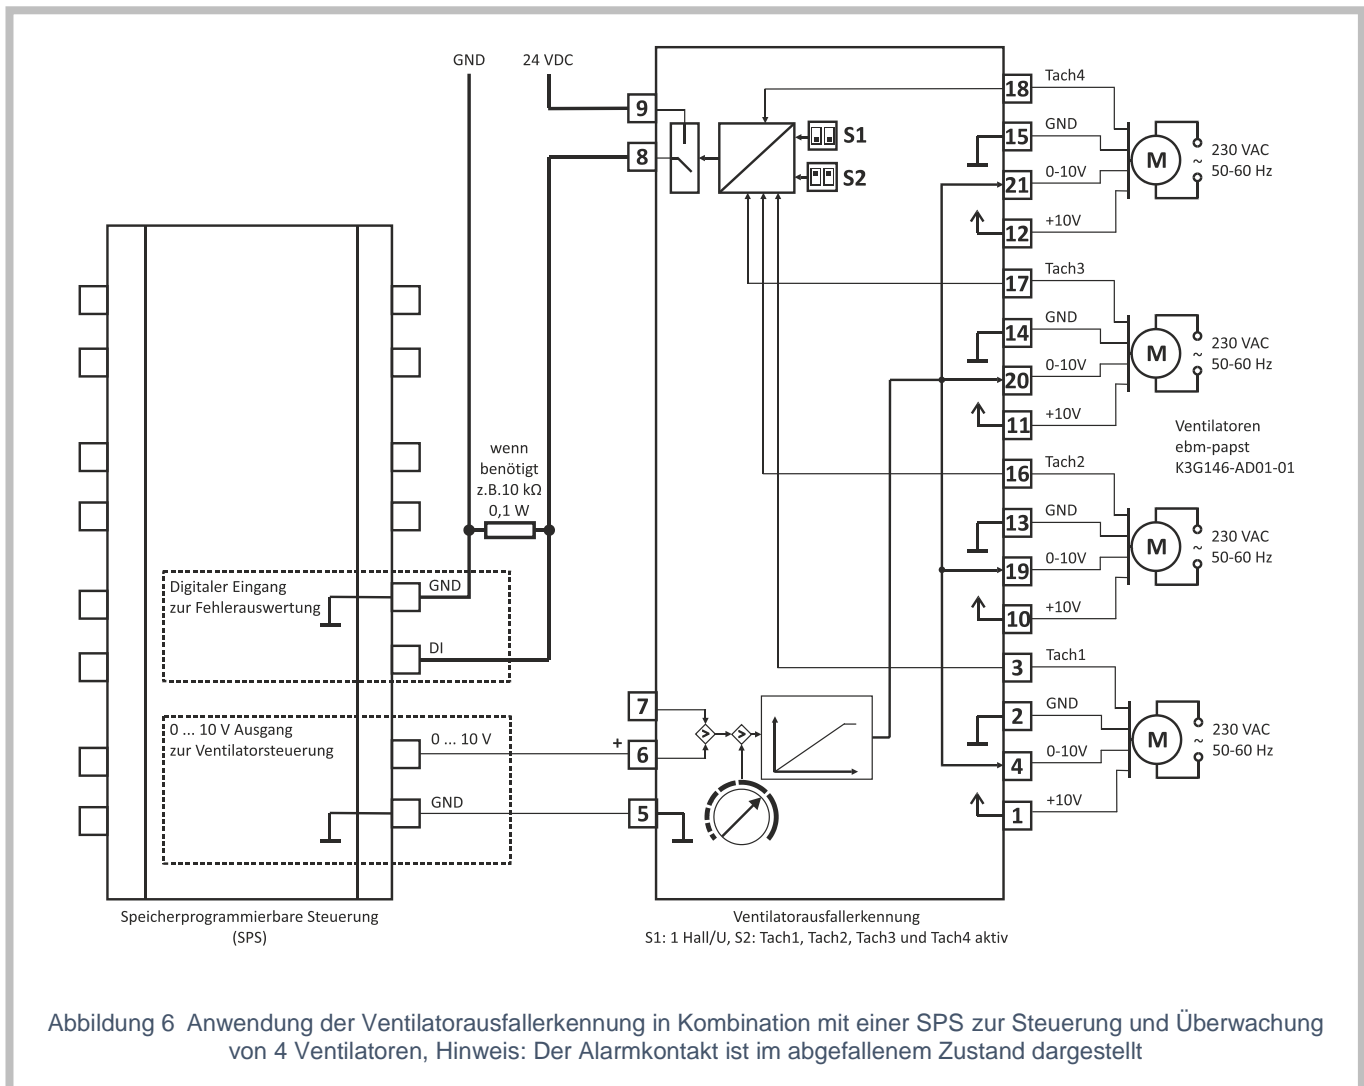 GND
24 VDC
9
8
S1
S2
18
Tach4
15
GND
21
0-10V
12
+10V
M
230 VAC
~
50-60 Hz
17
Tach3
14
GND
20
0-10V
11
+10V
M
230 VAC
~
50-60 Hz
Ventilatoren
ebm-papst
K3G146-AD01-01
16
Tach2
13
GND
19
0-10V
10
+10V
M
230 VAC
~
50-60 Hz
3
Tach1
2
GND
4
0-10V
1
+10V
M
230 VAC
~
50-60 Hz
wenn
benötigt
z.B.10 kΩ
0,1 W
Digitaler Eingang
zur Fehlerauswertung
GND
DI
0 ... 10 V Ausgang
zur Ventilatorsteuerung
0 ... 10 V
GND
7
+
6
5
>
>
Speicherprogrammierbare Steuerung
(SPS)
Ventilatorausfallerkennung
S1: 1 Hall/U, S2: Tach1, Tach2, Tach3 und Tach4 aktiv
Abbildung 6 Anwendung der Ventilatorausfallerkennung in Kombination mit einer SPS zur Steuerung und Überwachung
von 4 Ventilatoren, Hinweis: Der Alarmkontakt ist im abgefallenem Zustand dargestellt